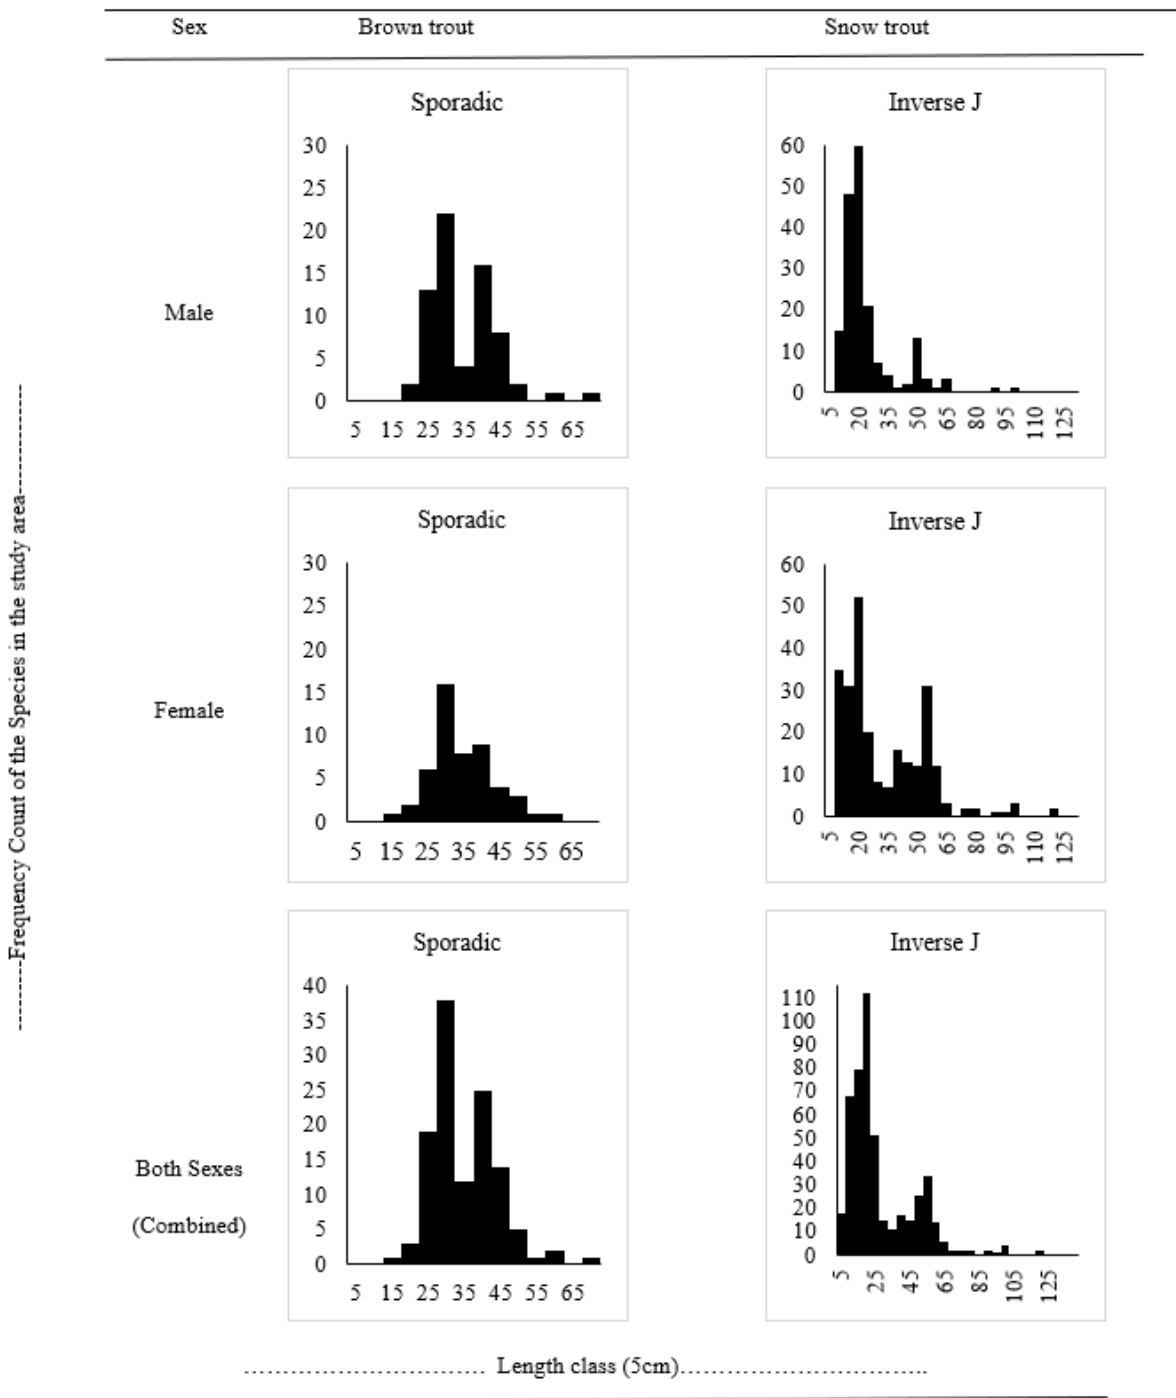 Sex Brown trout Snow trout
Sporadic
30
25
20
15
10
5
0
5 15 25 35 45 55 65
Inverse J
60
50
40
30
20
10
0
5 20 35 50 65 80 95 110 125
Male
Sporadic
30
25
20
15
10
5
0
5 15 25 35 45 55 65
Inverse J
60
50
40
30
20
10
0
5 20 35 50 65 80 95 110 125
Female
Sporadic
40
35
30
25
20
15
10
5
0
5 15 25 35 45 55 65
Inverse J
110
100
90
80
70
60
50
40
30
20
10
0
5 25 45 65 85 105 125
Both Sexes
(Combined)
--------Frequency Count of the Species in the study area---------------
............................... Length class (5cm)................................